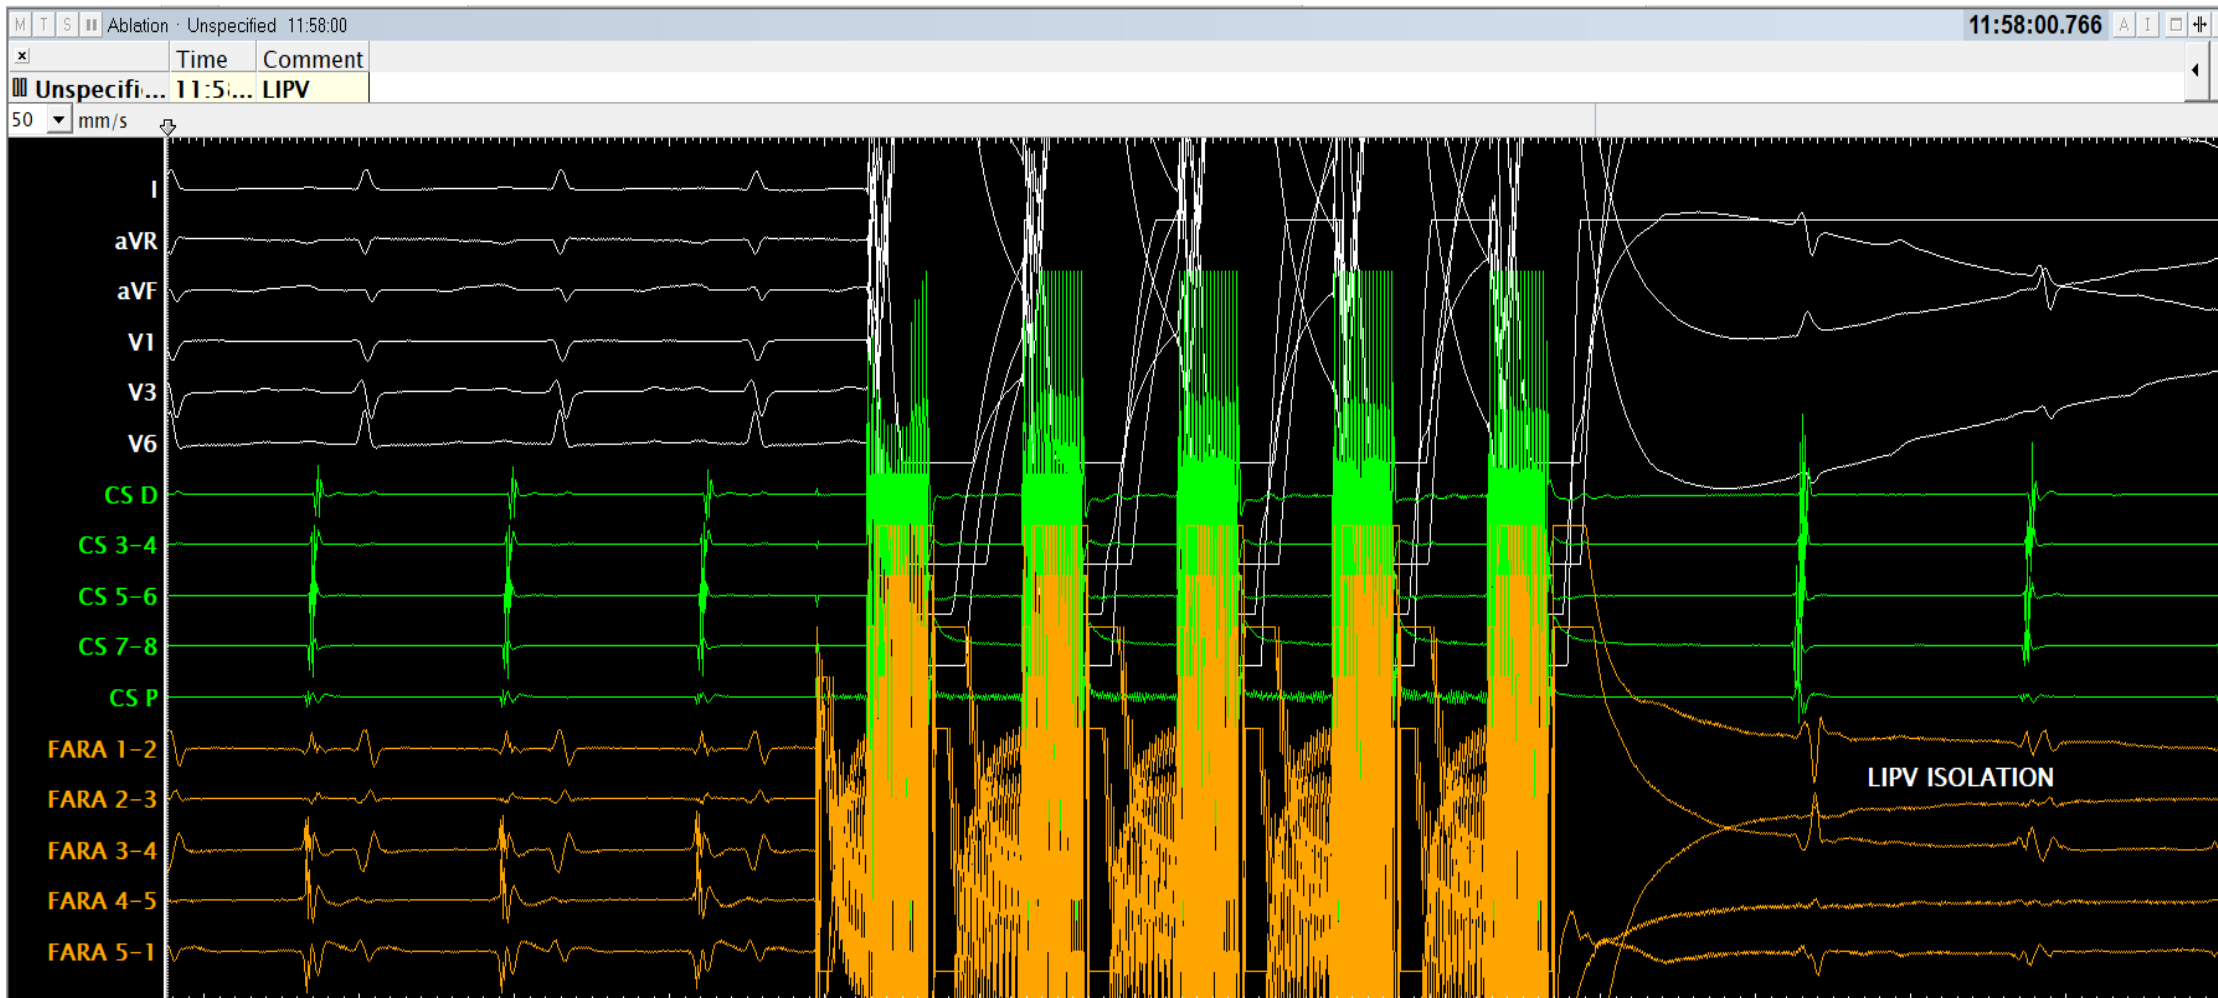 M T S Ablation · Unspecified 11:58:00 11:58:00.766 A I
x Time Comment
Unspecifi... 11:5... LIPV
50 mm/s
I
aVR
aVF
V1
V3
V6
CS D
CS 3-4
CS 5-6
CS 7-8
CS P
FARA 1-2
LIPV ISOLATION
FARA 2-3
FARA 3-4
FARA 4-5
FARA 5-1